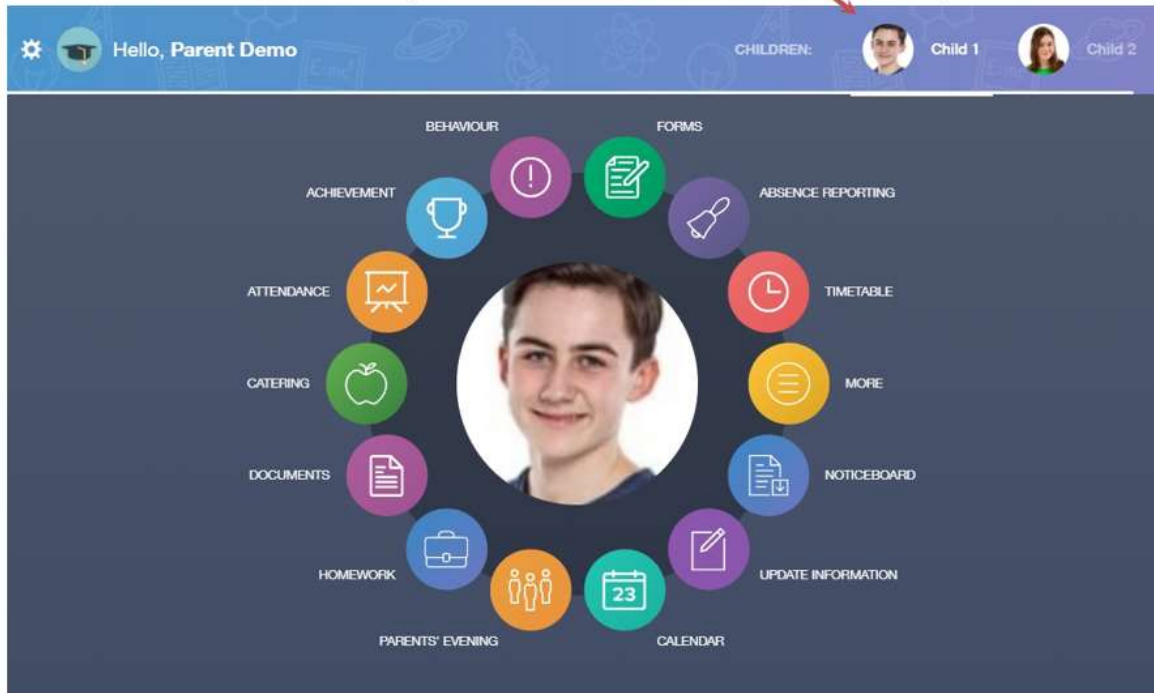 Hello, Parent Demo
CHILDREN:
Child 1
Child 2
BEHAVIOUR
FORMS
ACHIEVEMENT
ABSENCE REPORTING
ATTENDANCE
TIMETABLE
CATERING
MORE
DOCUMENTS
NOTICEBOARD
HOMEWORK
UPDATE INFORMATION
23
PARENTS' EVENING
CALENDAR